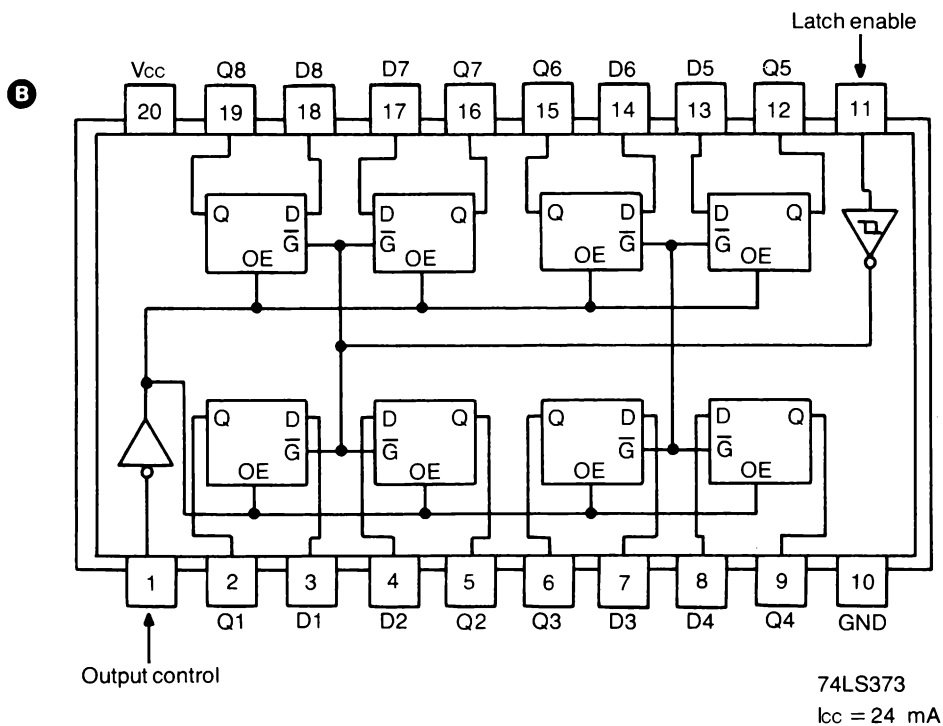 Latch enable
B
Vcc Q8 D8 D7 Q7 Q6 D6 D5 Q5
20 19 18 17 16 15 14 13 12 11
Q D D Q Q D D Q
G G G G
OE OE OE OE
Q D D Q Q D D Q
G G G G
OE OE OE OE
1 2 3 4 5 6 7 8 9 10
Q1 D1 D2 Q2 Q3 D3 D4 Q4 GND
Output control
74LS373
Icc = 24 mA